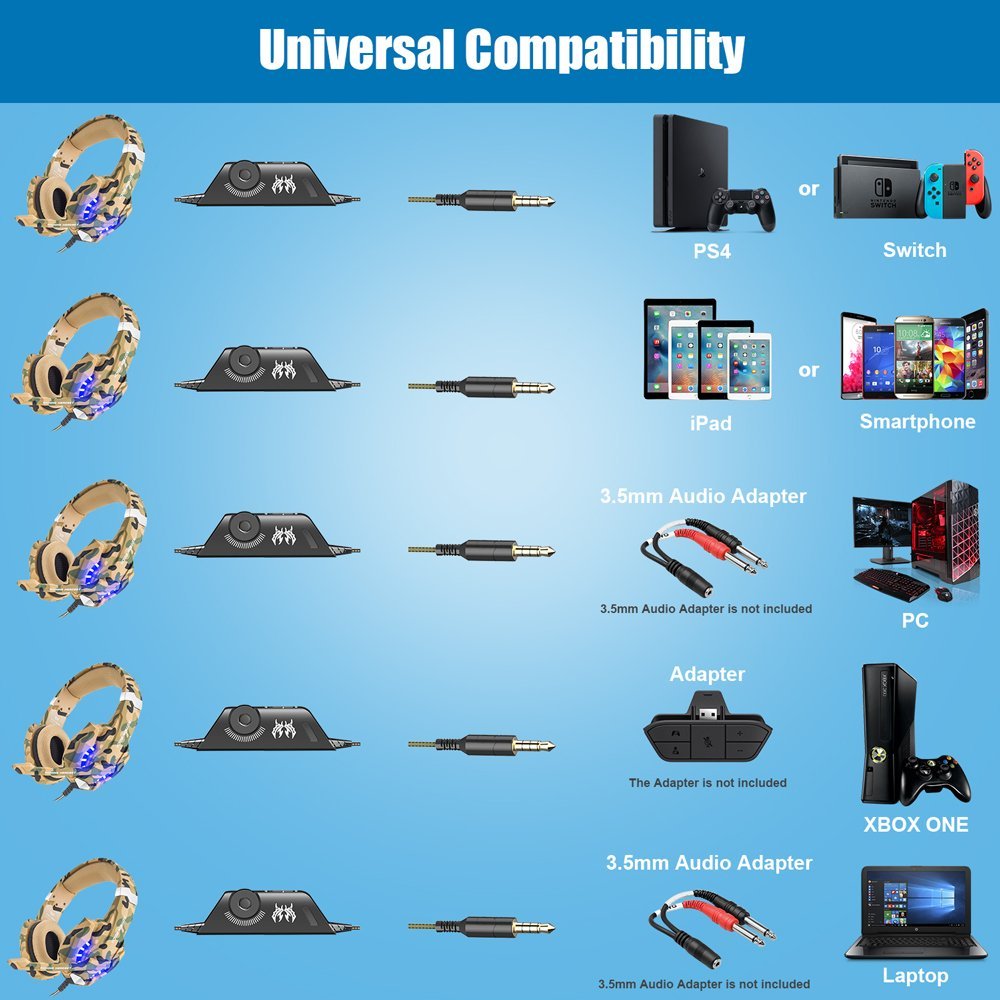 Universal Compatibility
or
NINTENDO
SWITCH
PS4
Switch
or
iPad
Smartphone
3.5mm Audio Adapter
3.5mm Audio Adapter is not included
PC
Adapter
The Adapter is not included
XBOX ONE
3.5mm Audio Adapter
3.5mm Audio Adapter is not included
Laptop